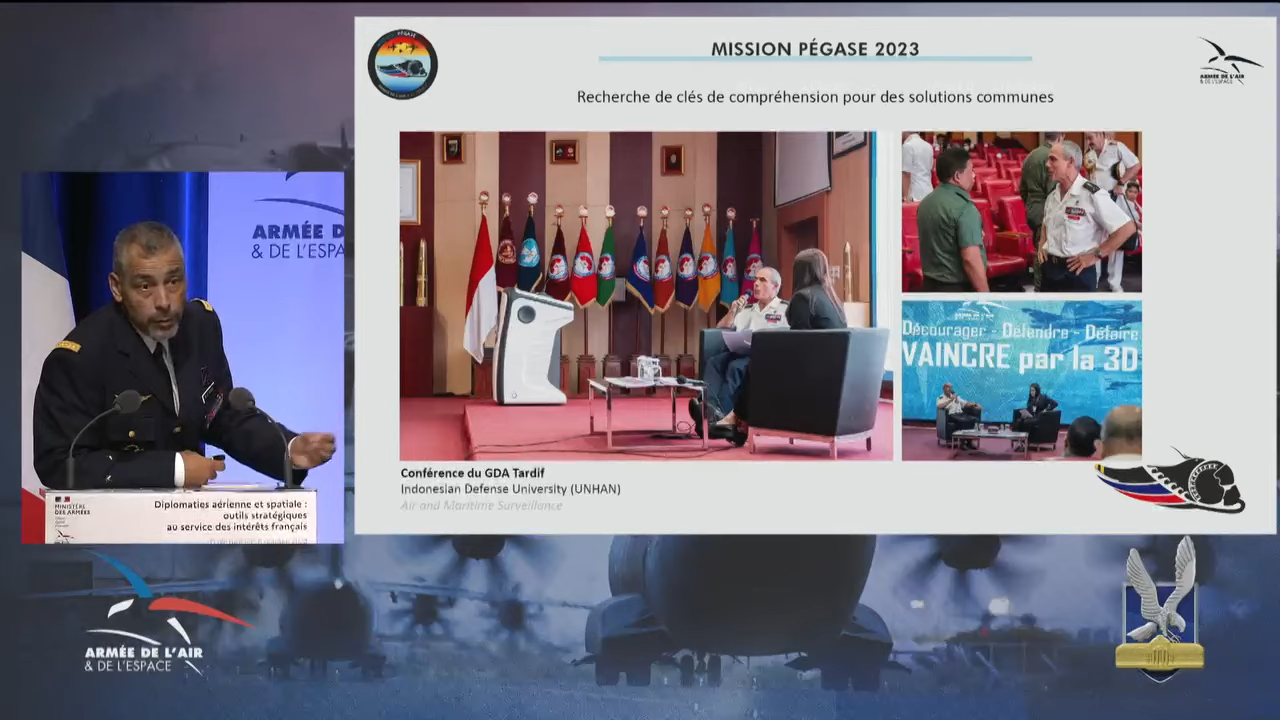 MISSION PÉGASE 2023
Recherche de clés de compréhension pour des solutions communes
PÉGASE
ARMÉE DE L'AIR
& DE L'ESPACE
ARMÉE D
& DE L'ESPA
Décourager - Défendre - Défaire
VAINCRE par la 3D
Conférence du GDA Tardif
Indonesian Defense University (UNHAN)
Air and Maritime Surveillance
MINISTÈRE
DES ARMÉES
Diplomaties aérienne et spatiale :
outils stratégiques
au service des intérêts français
ARMÉE DE L'AIR
& DE L'ESPACE